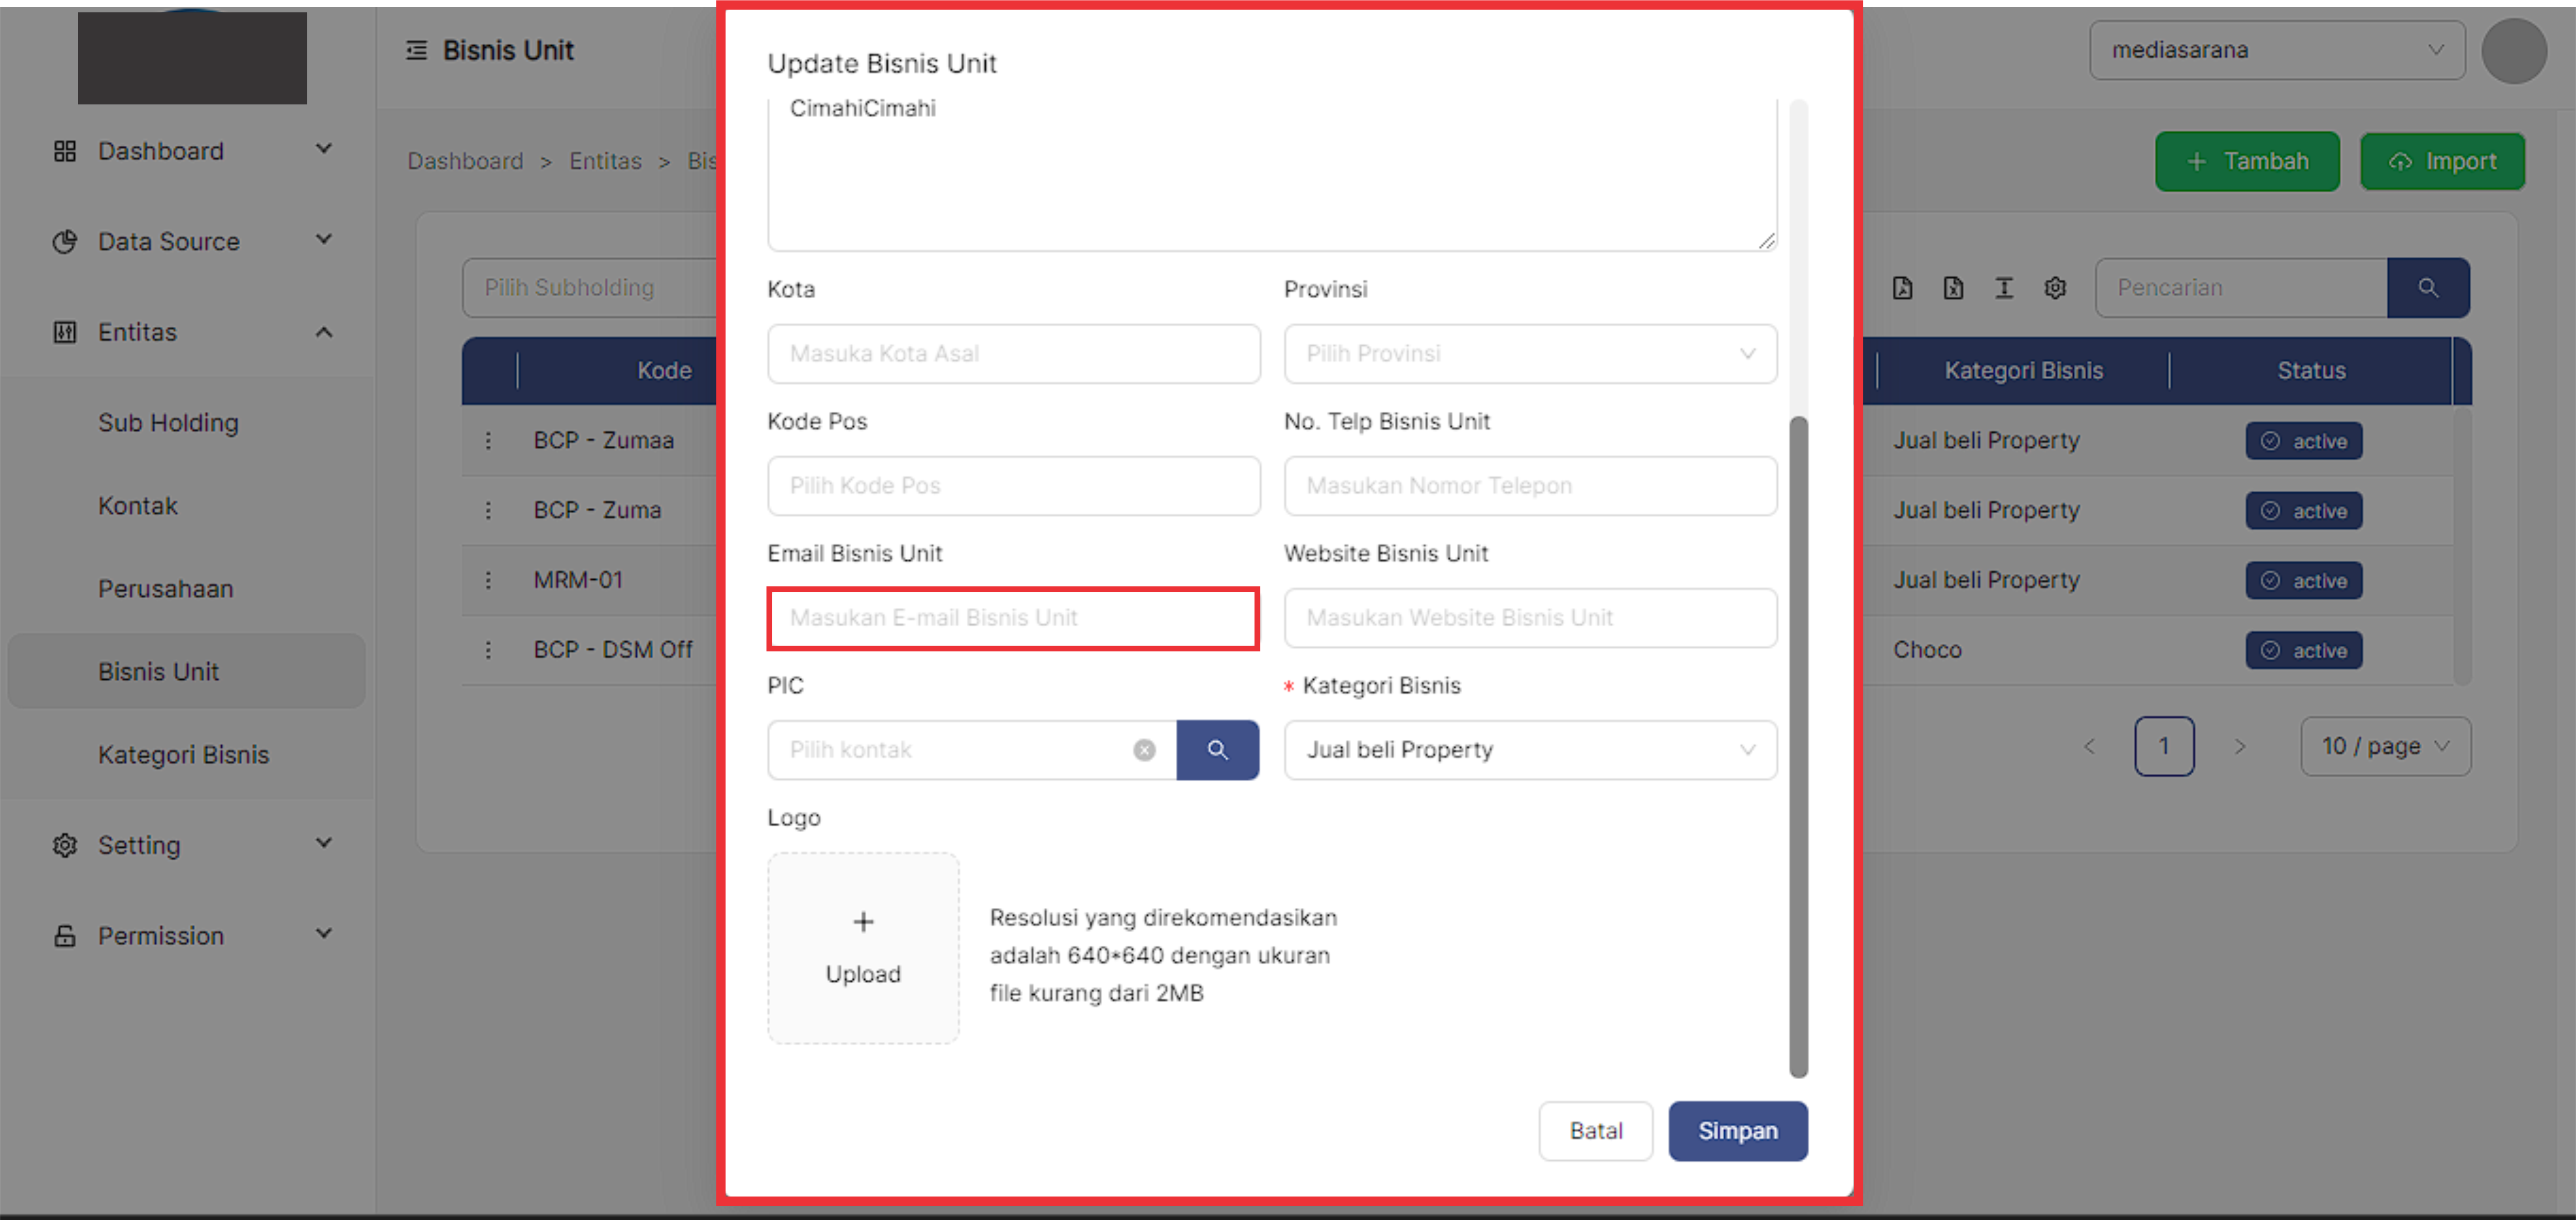 Bisnis Unit
mediasarana
Dashboard
Data Source
Entitas
Sub Holding
Kontak
Perusahaan
Bisnis Unit
Kategori Bisnis
Setting
Permission
Dashboard > Entitas > Bis
+ Tambah
Import
Pilih Subholding
Pencarian
Kode
Kategori Bisnis
Status
BCP - Zumaa
Jual beli Property
active
BCP - Zuma
Jual beli Property
active
MRM-01
Jual beli Property
active
BCP - DSM Off
Choco
active
< 1 >
10 / page
Update Bisnis Unit
CimahiCimahi
Kota
Provinsi
Masuka Kota Asal
Pilih Provinsi
Kode Pos
No. Telp Bisnis Unit
Pilih Kode Pos
Masukan Nomor Telepon
Email Bisnis Unit
Website Bisnis Unit
Masukan E-mail Bisnis Unit
Masukan Website Bisnis Unit
PIC
* Kategori Bisnis
Pilih kontak
Jual beli Property
Logo
+
Upload
Resolusi yang direkomendasikan
adalah 640*640 dengan ukuran
file kurang dari 2MB
Batal
Simpan